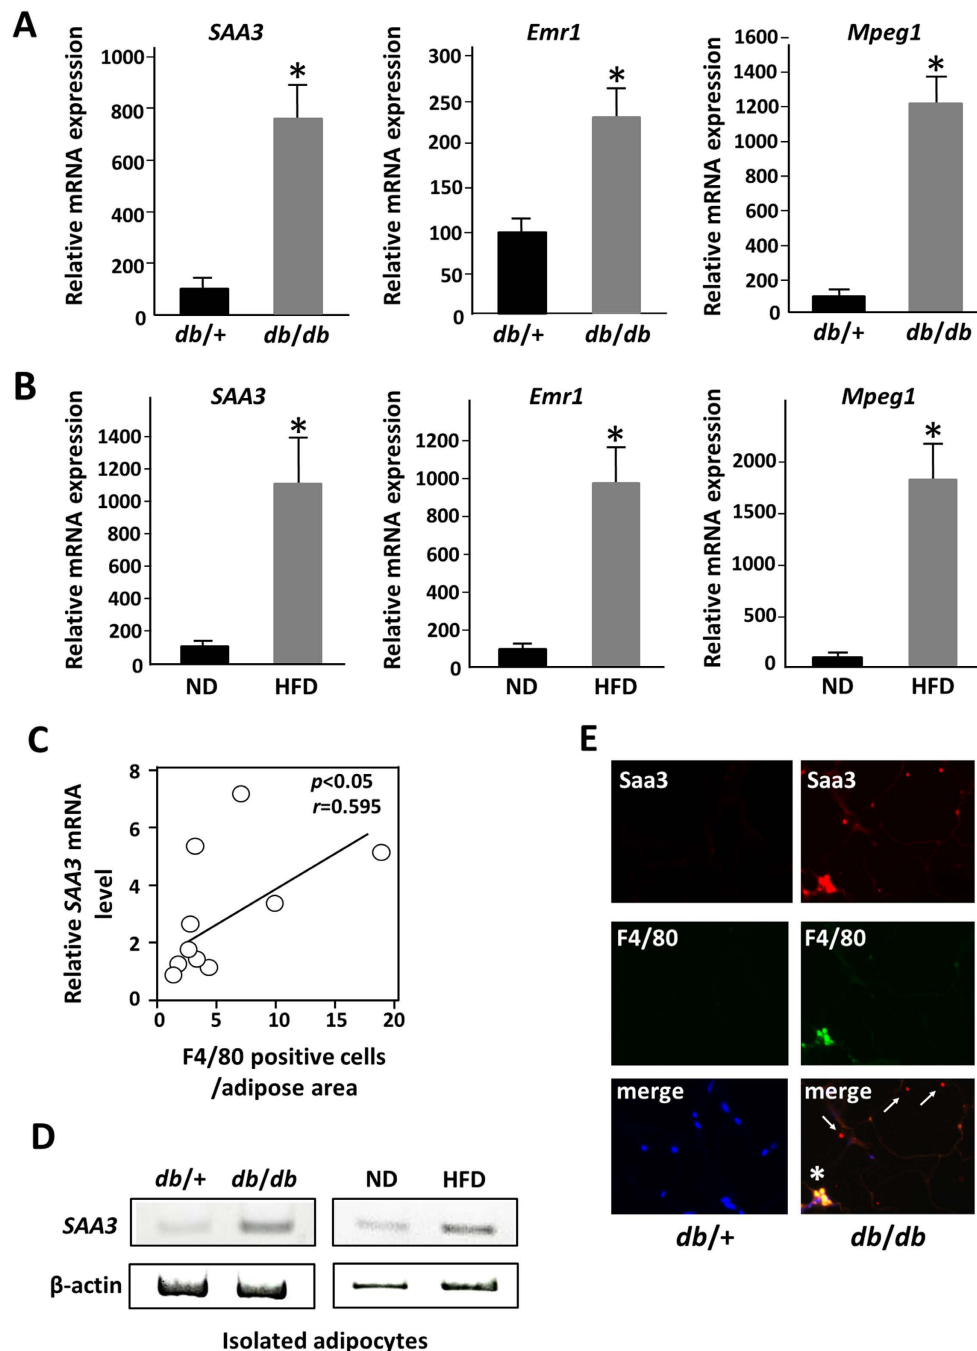 A
SAA3
Emr1
Mpeg1
Relative mRNA expression
1000
800
600
400
200
0
db/+
db/db
*
Relative mRNA expression
300
250
200
150
100
50
0
db/+
db/db
*
Relative mRNA expression
1600
1400
1200
1000
800
600
400
200
0
db/+
db/db
*
B
SAA3
Emr1
Mpeg1
Relative mRNA expression
1400
1200
1000
800
600
400
200
0
ND
HFD
*
Relative mRNA expression
1200
1000
800
600
400
200
0
ND
HFD
*
Relative mRNA expression
2000
1500
1000
500
0
ND
HFD
*
C
Relative SAA3 mRNA
level
8
6
4
2
0
p<0.05
r=0.595
0 5 10 15 20
F4/80 positive cells
/adipose area
D
db/+ db/db ND HFD
SAA3
β-actin
Isolated adipocytes
E
Saa3 Saa3
F4/80 F4/80
merge merge
*
db/+ db/db